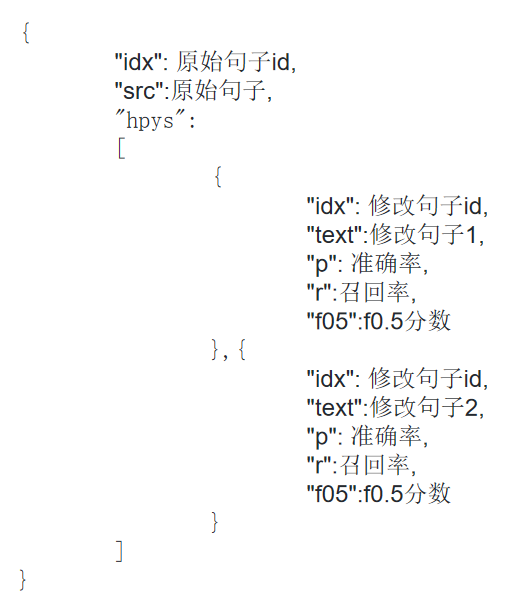 {
"idx": 原始句子id,
"src":原始句子,
"hpys":
[
{
"idx": 修改句子id,
"text":修改句子1,
"p": 准确率,
"r":召回率,
"f05":f0.5分数
},{
"idx": 修改句子id,
"text":修改句子2,
"p": 准确率,
"r":召回率,
"f05":f0.5分数
}
]
}